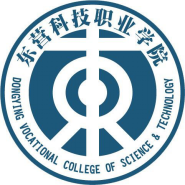 东营科技职业学院
DONGYING VOCATIONAL COLLEGE OF SCIENCE & TECHNOLOGY